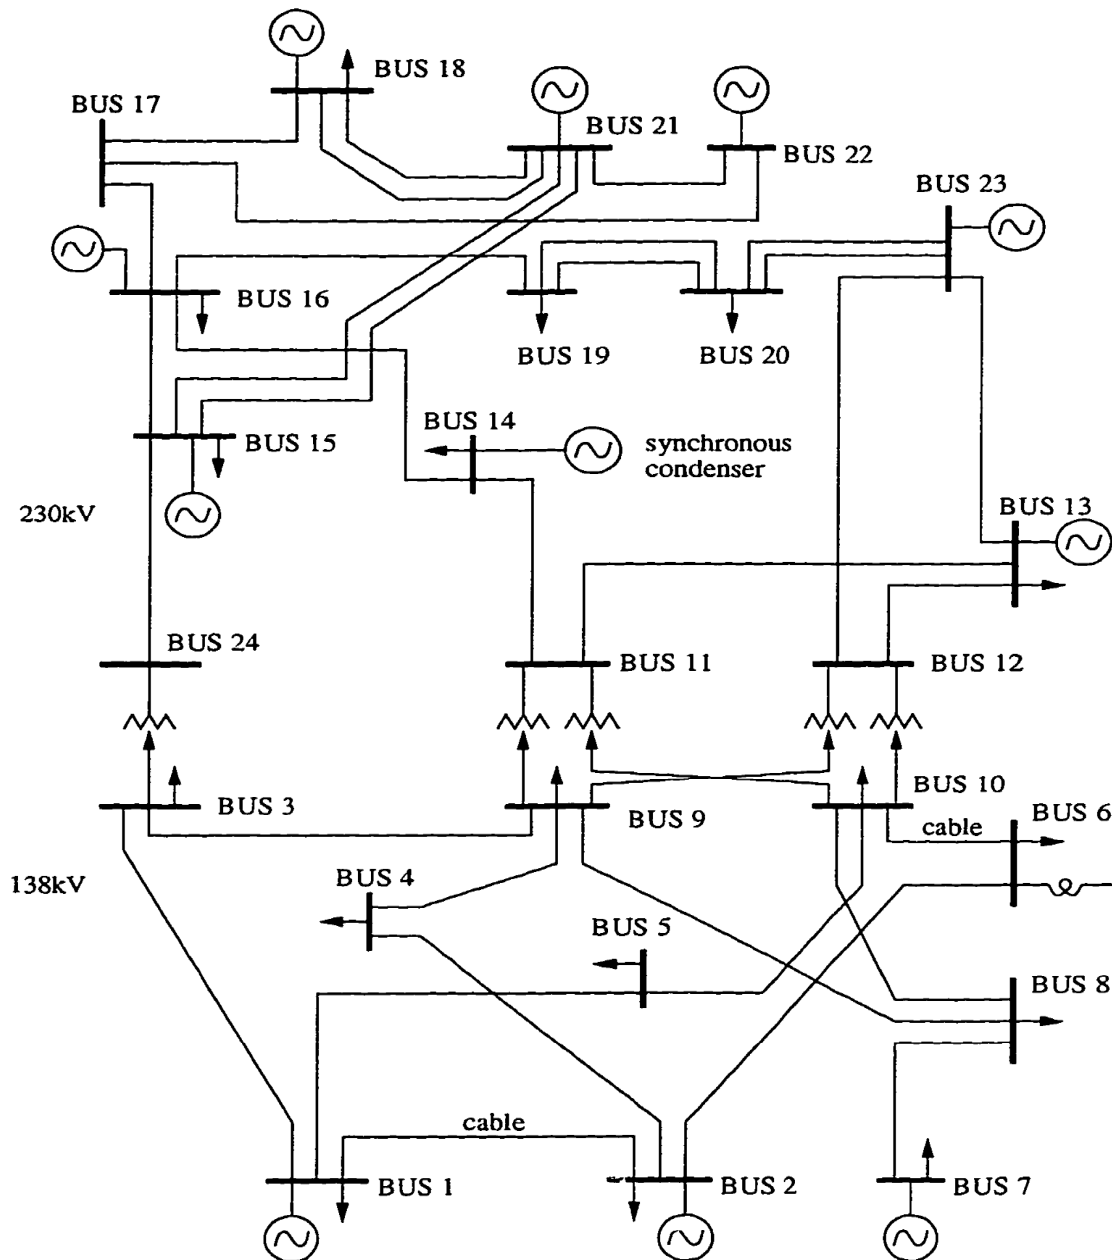 BUS 18
BUS 17
BUS 21
BUS 22
BUS 23
BUS 16
BUS 19
BUS 20
BUS 14
BUS 15
synchronous
condenser
230kV
BUS 13
BUS 24
BUS 11
BUS 12
BUS 3
BUS 9
BUS 10
BUS 6
cable
138kV
BUS 4
BUS 5
BUS 8
cable
BUS 1
BUS 2
BUS 7